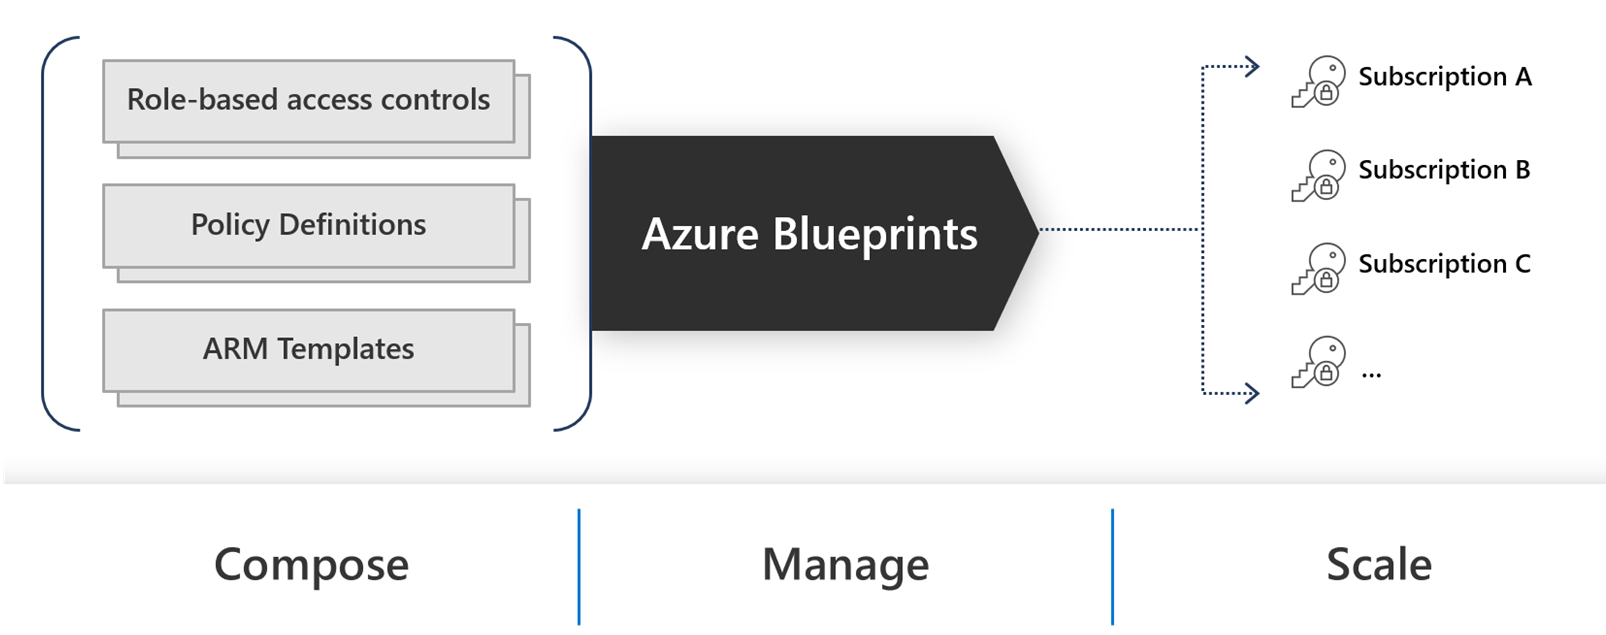 Role-based access controls
Policy Definitions
ARM Templates
Azure Blueprints
Subscription A
Subscription B
Subscription C
...
Compose
Manage
Scale